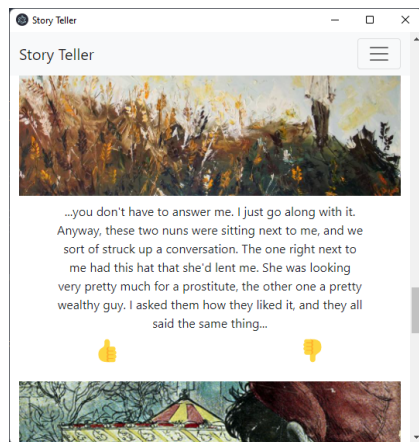 Story Teller
Story Teller
...you don't have to answer me. I just go along with it.
Anyway, these two nuns were sitting next to me, and we
sort of struck up a conversation. The one right next to
me had this hat that she'd lent me. She was looking
very pretty much for a prostitute, the other one a pretty
wealthy guy. I asked them how they liked it, and they all
said the same thing...